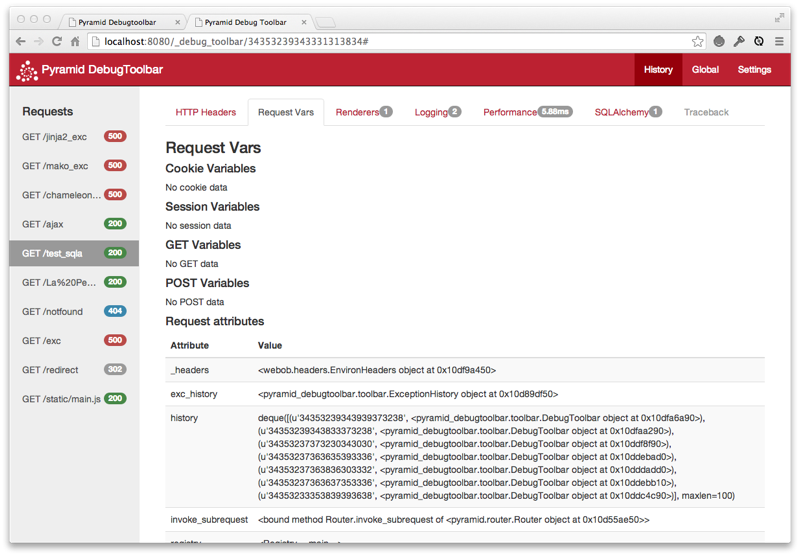 Pyramid Debugtoolbar
Pyramid Debug Toolbar
localhost:8080/_debug_toolbar/34353239343331313834#
Pyramid DebugToolbar
History
Global
Settings
Requests
GET /jinja2_exc 500
GET /mako_exc 500
GET /chameleon... 500
GET /ajax 200
GET /test_sqla 200
GET /La%20Pe... 200
GET /notfound 404
GET /exc 500
GET /redirect 302
GET /static/main.js 200
HTTP Headers
Request Vars
Renderers 1
Logging 2
Performance 5.88ms
SQLAlchemy 1
Traceback
Request Vars
Cookie Variables
No cookie data
Session Variables
No session data
GET Variables
No GET data
POST Variables
No POST data
Request attributes
Attribute Value
_headers <webob.headers.EnvironHeaders object at 0x10df9a450>
exc_history <pyramid_debugtoolbar.toolbar.ExceptionHistory object at 0x10d89df50>
history deque([(u'34353239343939373238', <pyramid_debugtoolbar.toolbar.DebugToolbar object at 0x10dfa6a90>),
(u'34353239343833373238', <pyramid_debugtoolbar.toolbar.DebugToolbar object at 0x10dfaa290>),
(u'34353237373230343030', <pyramid_debugtoolbar.toolbar.DebugToolbar object at 0x10ddf8f90>),
(u'34353237363635393336', <pyramid_debugtoolbar.toolbar.DebugToolbar object at 0x10ddebad0>),
(u'34353237363836303332', <pyramid_debugtoolbar.toolbar.DebugToolbar object at 0x10dddadd0>),
(u'34353237363637353336', <pyramid_debugtoolbar.toolbar.DebugToolbar object at 0x10ddebb10>),
(u'34353233353839393638', <pyramid_debugtoolbar.toolbar.DebugToolbar object at 0x10ddc4c90>)], maxlen=100)
invoke_subrequest <bound method Router.invoke_subrequest of <pyramid.router.Router object at 0x10d55ae50>>